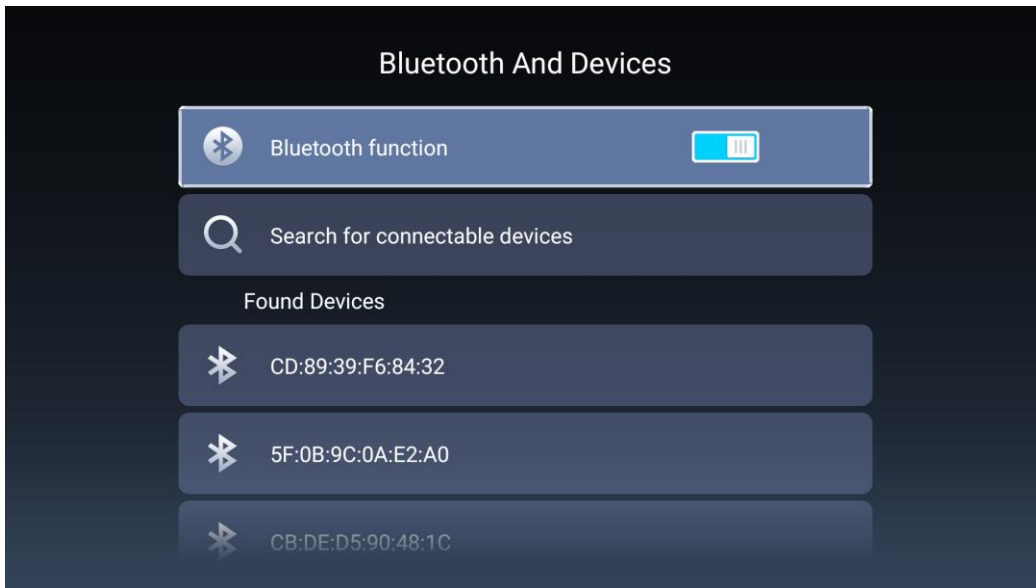 Bluetooth And Devices
Bluetooth function
Search for connectable devices
Found Devices
CD:89:39:F6:84:32
5F:0B:9C:0A:E2:A0
CB:DE:D5:90:48:1C